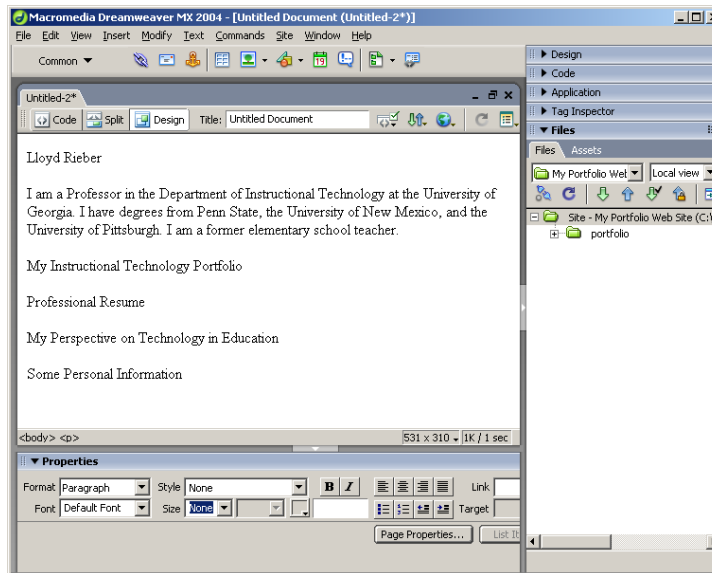 Macromedia Dreamweaver MX 2004 - [Untitled Document (Untitled-2*)]
File Edit View Insert Modify Text Commands Site Window Help
Common
Untitled-2*
Code Split Design Title: Untitled Document
Lloyd Rieber
I am a Professor in the Department of Instructional Technology at the University of
Georgia. I have degrees from Penn State, the University of New Mexico, and the
University of Pittsburgh. I am a former elementary school teacher.
My Instructional Technology Portfolio
Professional Resume
My Perspective on Technology in Education
Some Personal Information
<body> <p> 531 x 310 1K / 1 sec
Properties
Format Paragraph Style None B I Link
Font Default Font Size None Target
Page Properties... List It
Design
Code
Application
Tag Inspector
Files
Files Assets
My Portfolio Web Local view
Site - My Portfolio Web Site (C:\
portfolio